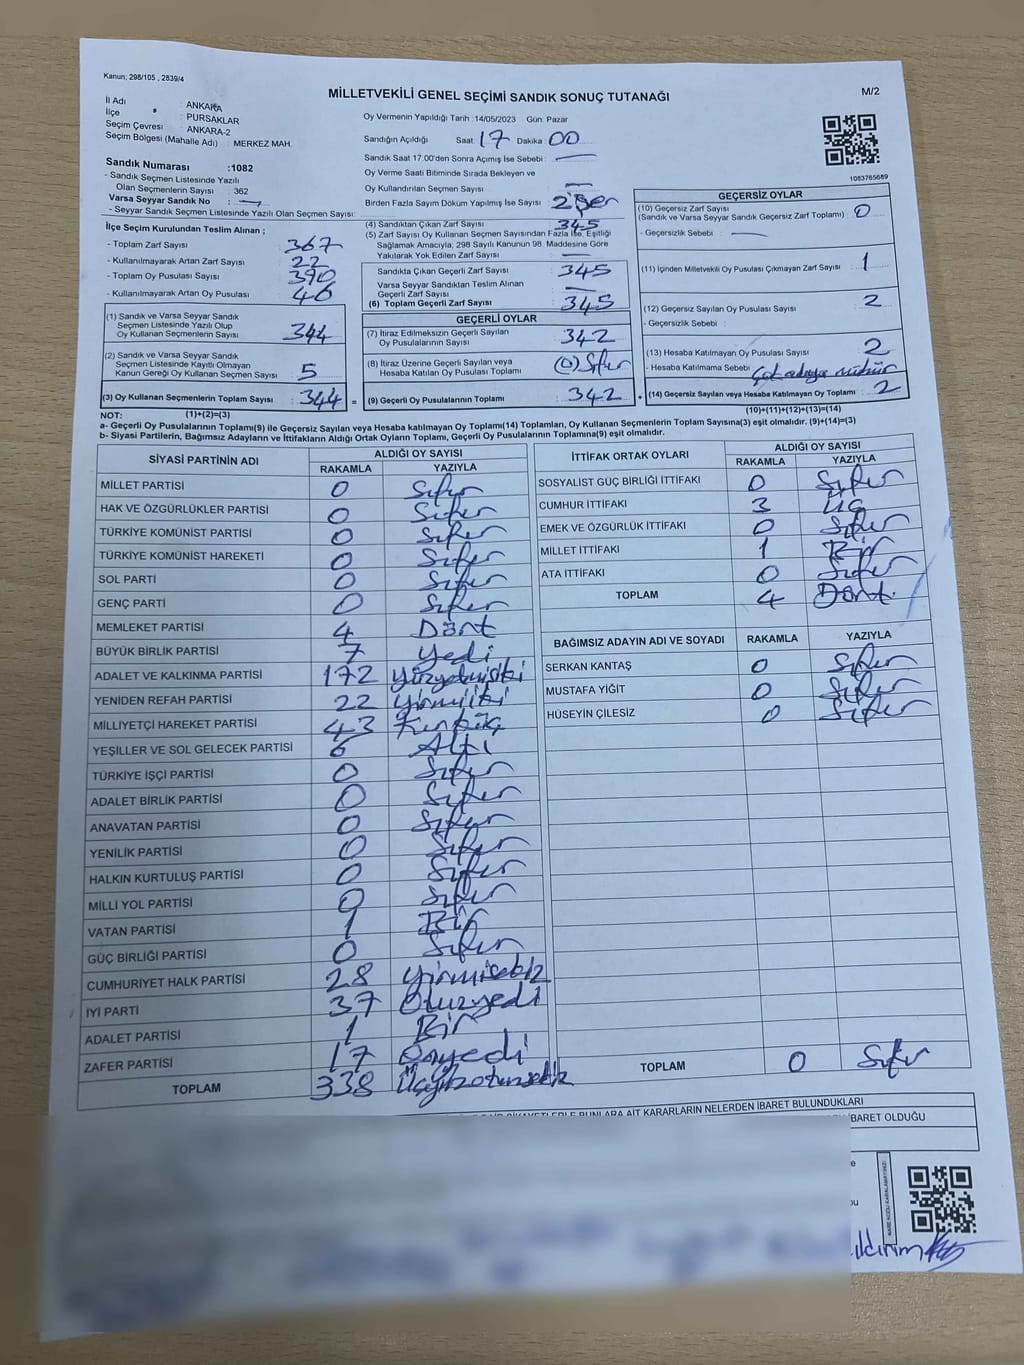 Kanun; 298/105 , 2839/4
M/2
MİLLETVEKİLİ GENEL SEÇİMİ SANDIK SONUÇ TUTANAĞI
İl Adı : ANKARA
İlçe : PURSAKLAR
Seçim Çevresi : ANKARA-2
Seçim Bölgesi (Mahalle Adı) : MERKEZ MAH.
Sandık Numarası :1082
- Sandık Seçmen Listesinde Yazılı
Olan Seçmenlerin Sayısı : 362
Varsa Seyyar Sandık No :
- Seyyar Sandık Seçmen Listesinde Yazılı Olan Seçmen Sayısı:
İlçe Seçim Kurulundan Teslim Alınan ;
- Toplam Zarf Sayısı : 367
- Kullanılmayarak Artan Zarf Sayısı : 22
- Toplam Oy Pusulası Sayısı : 390
- Kullanılmayarak Artan Oy Pusulası : 46
(1) Sandık ve Varsa Seyyar Sandık
Seçmen Listesinde Yazılı Olup
Oy Kullanan Seçmenlerin Sayısı : 344
(2) Sandık ve Varsa Seyyar Sandık
Seçmen Listesinde Kayıtlı Olmayan
Kanun Gereği Oy Kullanan Seçmen Sayısı : 5
(3) Oy Kullanan Seçmenlerin Toplam Sayısı : 344 =
Oy Vermenin Yapıldığı Tarih :14/05/2023 Gün: Pazar
Sandığın Açıldığı Saat 17 Dakika 00
Sandık Saat 17.00'den Sonra Açımış İse Sebebi :
Oy Verme Saati Bitiminde Sırada Bekleyen ve
Oy Kullandırılan Seçmen Sayısı :
Birden Fazla Sayım Döküm Yapılmış İse Sayısı : 2
(4) Sandıktan Çıkan Zarf Sayısı : 345
(5) Zarf Sayısı Oy Kullanan Seçmen Sayısından Fazla İse, Eşitliği
Sağlamak Amacıyla; 298 Sayılı Kanunun 98. Maddesine Göre
Yakılarak Yok Edilen Zarf Sayısı :
Sandıkta Çıkan Geçerli Zarf Sayısı : 345
Varsa Seyyar Sandıktan Teslim Alınan
Geçerli Zarf Sayısı :
(6) Toplam Geçerli Zarf Sayısı : 345
GEÇERLİ OYLAR
(7) İtiraz Edilmeksizin Geçerli Sayılan
Oy Pusulalarının Sayısı : 342
(8) İtiraz Üzerine Geçerli Sayılan veya
Hesaba Katılan Oy Pusulası Toplamı : (0) Sıfır
(9) Geçerli Oy Pusulalarının Toplamı : 342 +
1083765689
GEÇERSİZ OYLAR
(10) Geçersiz Zarf Sayısı
(Sandık ve Varsa Seyyar Sandık Geçersiz Zarf Toplamı) : 0
- Geçersizlik Sebebi :
(11) İçinden Milletvekili Oy Pusulası Çıkmayan Zarf Sayısı : 1
(12) Geçersiz Sayılan Oy Pusulası Sayısı : 2
- Geçersizlik Sebebi :
(13) Hesaba Katılmayan Oy Pusulası Sayısı : 2
- Hesaba Katılmama Sebebi : mühür
(14) Geçersiz Sayılan veya Hesaba Katılmayan Oy Toplamı : 2
NOT: (1)+(2)=(3) (10)+(11)+(12)+(13)=(14)
a- Geçerli Oy Pusulalarının Toplamı(9) ile Geçersiz Sayılan veya Hesaba katılmayan Oy Toplamı(14) Toplamları, Oy Kullanan Seçmenlerin Toplam Sayısına(3) eşit olmalıdır. (9)+(14)=(3)
b- Siyasi Partilerin, Bağımsız Adayların ve İttifakların Aldığı Ortak Oyların Toplamı, Geçerli Oy Pusulalarının Toplamına(9) eşit olmalıdır.
SİYASİ PARTİNİN ADI ALDIĞI OY SAYISI
RAKAMLA YAZIYLA
MİLLET PARTİSİ 0 Sıfır
HAK VE ÖZGÜRLÜKLER PARTİSİ 0 Sıfır
TÜRKİYE KOMÜNİST PARTİSİ 0 Sıfır
TÜRKİYE KOMÜNİST HAREKETİ 0 Sıfır
SOL PARTİ 0 Sıfır
GENÇ PARTİ 0 Sıfır
MEMLEKET PARTİSİ 4 Dört
BÜYÜK BİRLİK PARTİSİ 7 Yedi
ADALET VE KALKINMA PARTİSİ 172 Yüzyetmişiki
YENİDEN REFAH PARTİSİ 22 Yirmiiki
MİLLİYETÇİ HAREKET PARTİSİ 43 Kırküç
YEŞİLLER VE SOL GELECEK PARTİSİ 6 Altı
TÜRKİYE İŞÇİ PARTİSİ 0 Sıfır
ADALET BİRLİK PARTİSİ 0 Sıfır
ANAVATAN PARTİSİ 0 Sıfır
YENİLİK PARTİSİ 0 Sıfır
HALKIN KURTULUŞ PARTİSİ 0 Sıfır
MİLLİ YOL PARTİSİ 0 Sıfır
VATAN PARTİSİ 1 Bir
GÜÇ BİRLİĞİ PARTİSİ 0 Sıfır
CUMHURİYET HALK PARTİSİ 28 Yirmisekiz
İYİ PARTİ 37 Otuzyedi
ADALET PARTİSİ 1 Bir
ZAFER PARTİSİ 17 Onyedi
TOPLAM 338 Üçyüzotuzsekiz
İTTİFAK ORTAK OYLARI ALDIĞI OY SAYISI
RAKAMLA YAZIYLA
SOSYALİST GÜÇ BİRLİĞİ İTTİFAKI 0 Sıfır
CUMHUR İTTİFAKI 3 Üç
EMEK VE ÖZGÜRLÜK İTTİFAKI 0 Sıfır
MİLLET İTTİFAKI 1 Bir
ATA İTTİFAKI 0 Sıfır
TOPLAM 4 Dört
BAĞIMSIZ ADAYIN ADI VE SOYADI RAKAMLA YAZIYLA
SERKAN KANTAŞ 0 Sıfır
MUSTAFA YİĞİT 0 Sıfır
HÜSEYİN ÇİLESİZ 0 Sıfır
TOPLAM 0 Sıfır
BUNLARA AİT KARARLARIN NELERDEN İBARET BULUNDUKLARI
İBARET OLDUĞU
ıldırım